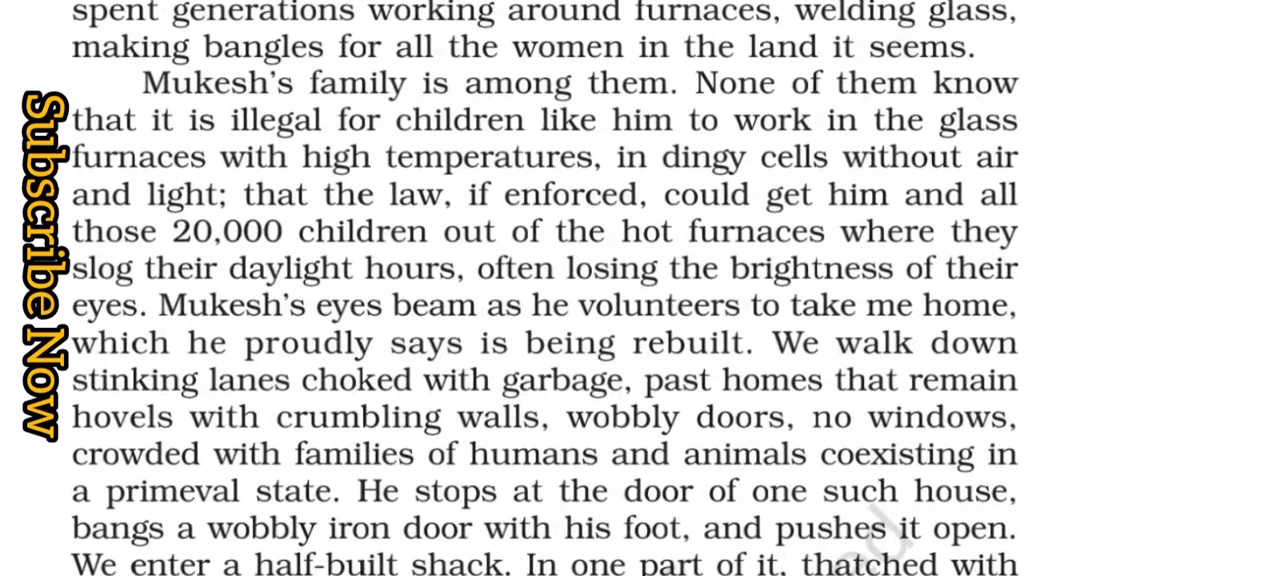 spent generations working around furnaces, welding glass,
making bangles for all the women in the land it seems.
Mukesh's family is among them. None of them know
that it is illegal for children like him to work in the glass
furnaces with high temperatures, in dingy cells without air
and light; that the law, if enforced, could get him and all
those 20,000 children out of the hot furnaces where they
slog their daylight hours, often losing the brightness of their
eyes. Mukesh's eyes beam as he volunteers to take me home,
which he proudly says is being rebuilt. We walk down
stinking lanes choked with garbage, past homes that remain
hovels with crumbling walls, wobbly doors, no windows,
crowded with families of humans and animals coexisting in
a primeval state. He stops at the door of one such house,
bangs a wobbly iron door with his foot, and pushes it open.
We enter a half-built shack. In one part of it, thatched with
Subscribe Now